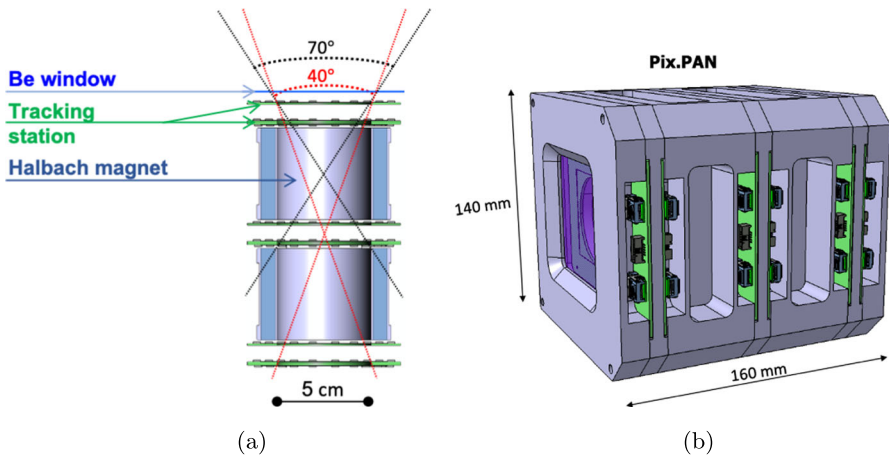 70°
40°
Be window
Tracking
station
Halbach magnet
5 cm
(a)
Pix.PAN
140 mm
160 mm
(b)